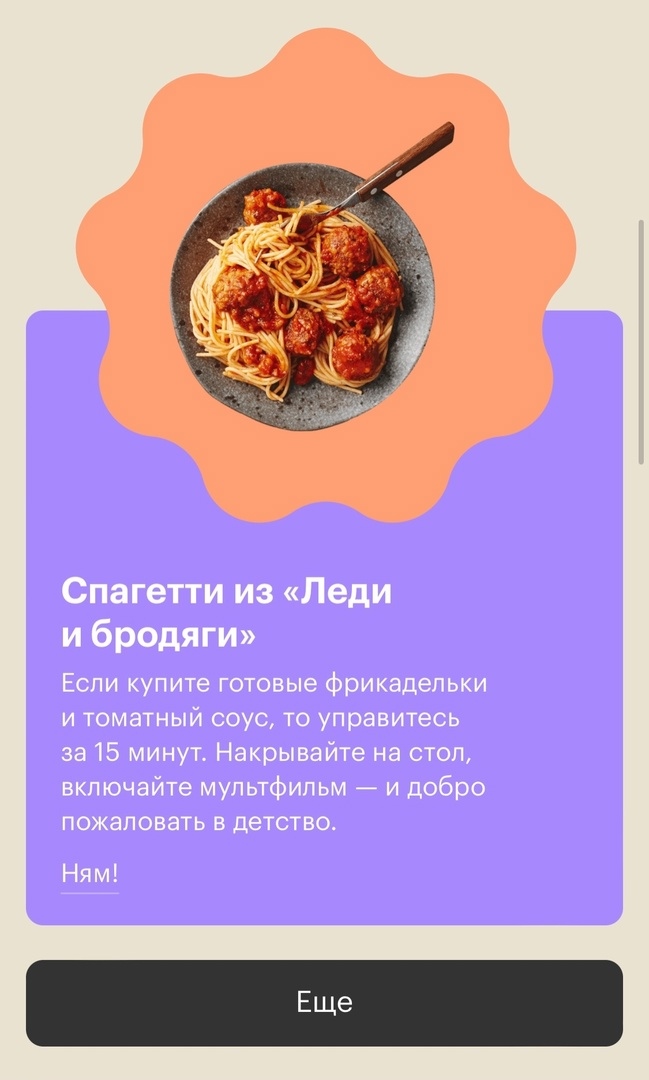 Спагетти из «Леди
и бродяги»
Если купите готовые фрикадельки
и томатный соус, то управитесь
за 15 минут. Накрывайте на стол,
включайте мультфильм — и добро
пожаловать в детство.
Ням!
Еще